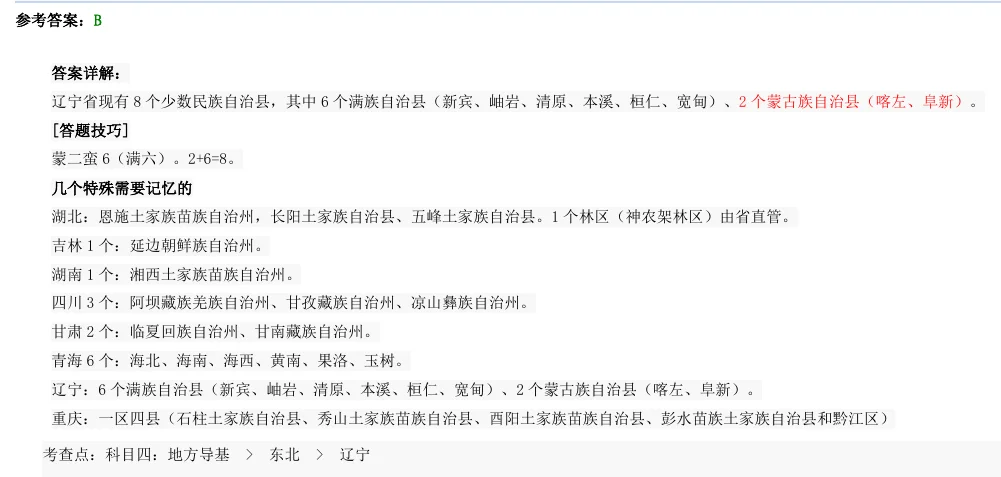 参考答案：B
答案详解：
辽宁省现有 8 个少数民族自治县，其中 6 个满族自治县（新宾、岫岩、清原、本溪、桓仁、宽甸）、2 个蒙古族自治县（喀左、阜新）。
[答题技巧]
蒙二蛮 6（满六）。2+6=8。
几个特殊需要记忆的
湖北：恩施土家族苗族自治州，长阳土家族自治县、五峰土家族自治县。1 个林区（神农架林区）由省直管。
吉林 1 个：延边朝鲜族自治州。
湖南 1 个：湘西土家族苗族自治州。
四川 3 个：阿坝藏族羌族自治州、甘孜藏族自治州、凉山彝族自治州。
甘肃 2 个：临夏回族自治州、甘南藏族自治州。
青海 6 个：海北、海南、海西、黄南、果洛、玉树。
辽宁：6 个满族自治县（新宾、岫岩、清原、本溪、桓仁、宽甸）、2 个蒙古族自治县（喀左、阜新）。
重庆：一区四县（石柱土家族自治县、秀山土家族苗族自治县、酉阳土家族苗族自治县、彭水苗族土家族自治县和黔江区）
考查点：科目四：地方导基 > 东北 > 辽宁